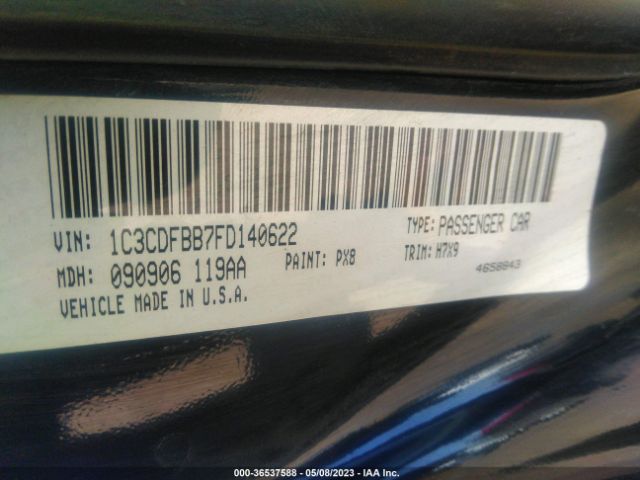 VIN: 1C3CDFBB7FD140622 TYPE: PASSENGER CAR
MDH: 090906 119AA PAINT: PX8 TRIM: H7X9
VEHICLE MADE IN U.S.A. 4658943
000-36537588 - 05/08/2023 - IAA Inc.